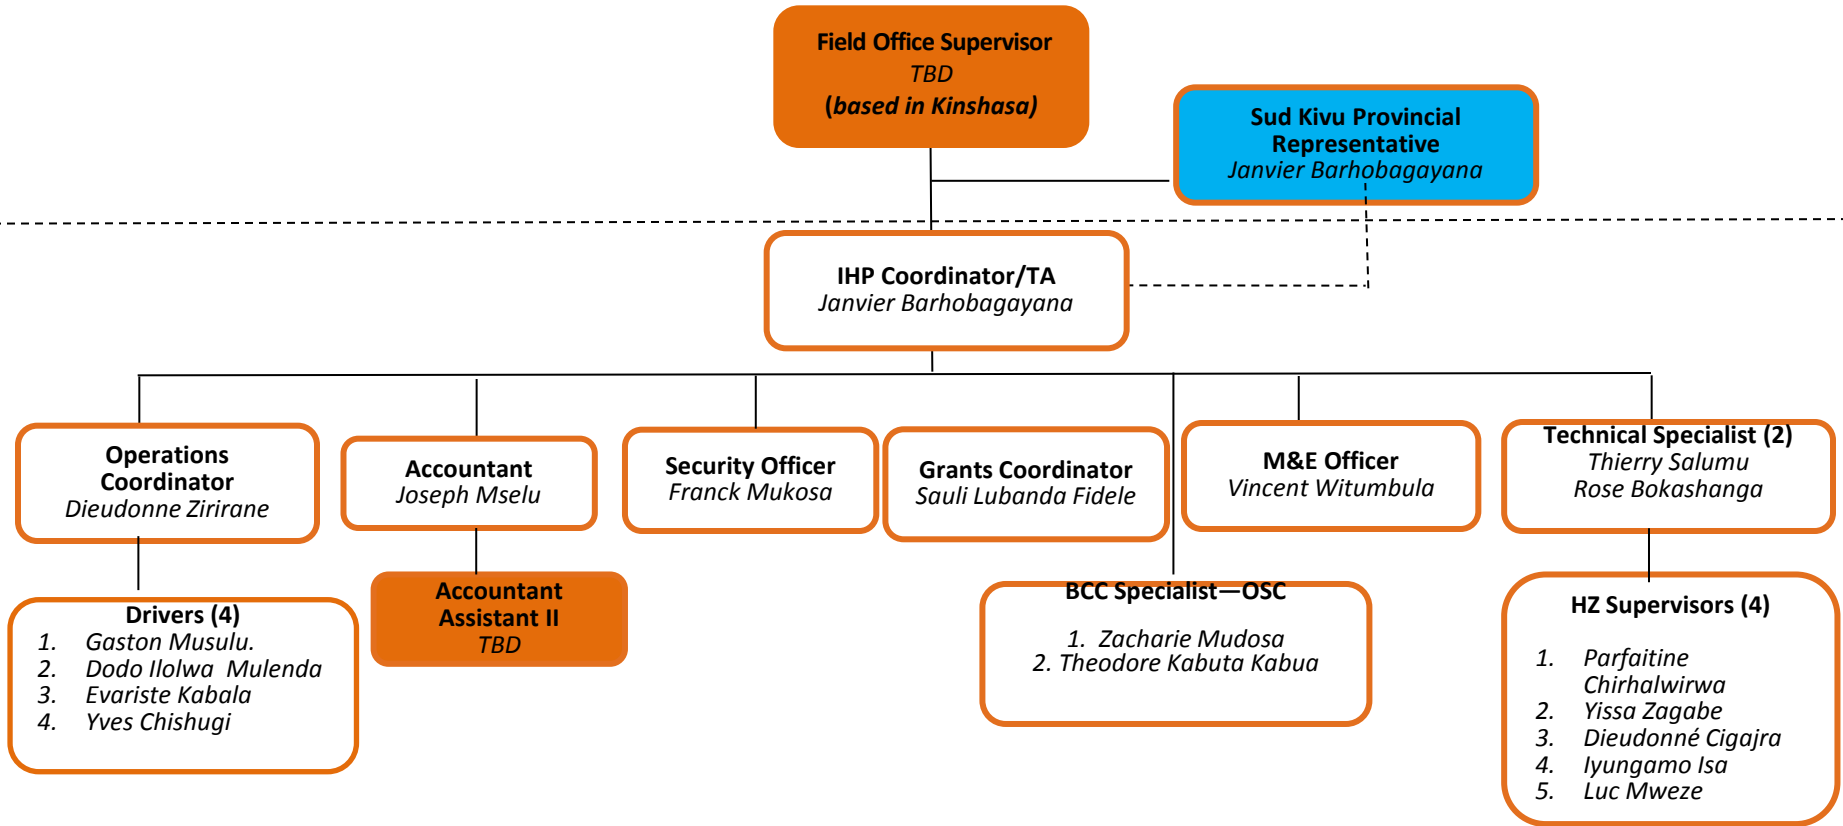 Field Office Supervisor
TBD
(based in Kinshasa)
Sud Kivu Provincial
Representative
Janvier Barhobagayana
IHP Coordinator/TA
Janvier Barhobagayana
Operations
Coordinator
Dieudonne Zirirane
Accountant
Joseph Mselu
Security Officer
Franck Mukosa
Grants Coordinator
Sauli Lubanda Fidele
M&E Officer
Vincent Witumbula
Technical Specialist (2)
Thierry Salumu
Rose Bokashanga
Drivers (4)
1. Gaston Musulu.
2. Dodo Ilolwa Mulenda
3. Evariste Kabala
4. Yves Chishugi
Accountant
Assistant II
TBD
BCC Specialist—OSC
1. Zacharie Mudosa
2. Theodore Kabuta Kabua
HZ Supervisors (4)
1. Parfaitine
Chirhalwirwa
2. Yissa Zagabe
3. Dieudonné Cigajra
4. Iyungamo Isa
5. Luc Mweze